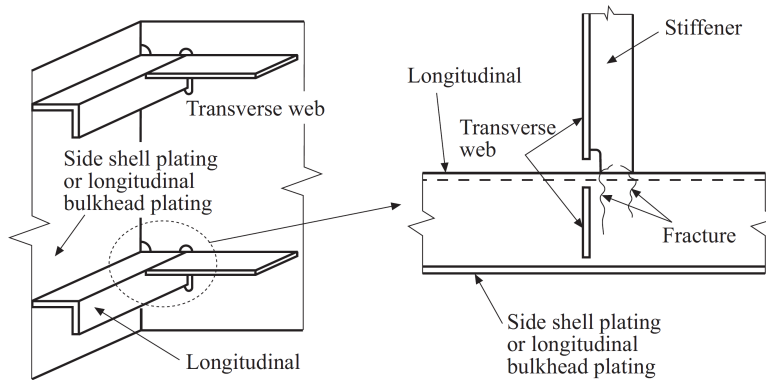 Transverse web
Side shell plating
or longitudinal
bulkhead plating
Longitudinal
Stiffener
Longitudinal
Transverse
web
Fracture
Side shell plating
or longitudinal
bulkhead plating